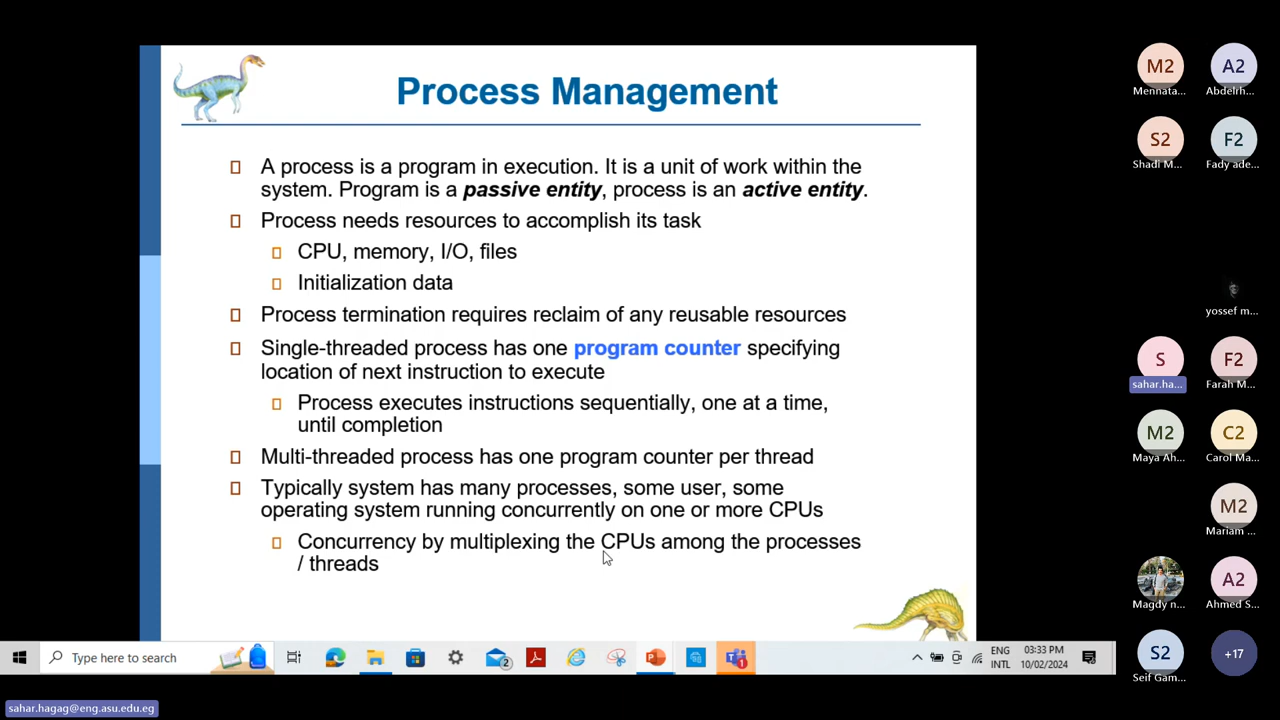 Process Management
A process is a program in execution. It is a unit of work within the
system. Program is a passive entity, process is an active entity.
Process needs resources to accomplish its task
CPU, memory, I/O, files
Initialization data
Process termination requires reclaim of any reusable resources
Single-threaded process has one program counter specifying
location of next instruction to execute
Process executes instructions sequentially, one at a time,
until completion
Multi-threaded process has one program counter per thread
Typically system has many processes, some user, some
operating system running concurrently on one or more CPUs
Concurrency by multiplexing the CPUs among the processes
/ threads
Type here to search
2
1
ENG
INTL
03:33 PM
10/02/2024
M2
A2
Mennata...
Abdelrh...
S2
F2
Shadi M...
Fady ade...
yossef m...
S
F2
sahar.ha...
Farah M...
M2
C2
Maya Ah...
Carol Ma...
M2
Mariam ...
A2
Magdy n...
Ahmed S...
S2
+17
Seif Gam...
sahar.hagag@eng.asu.edu.eg